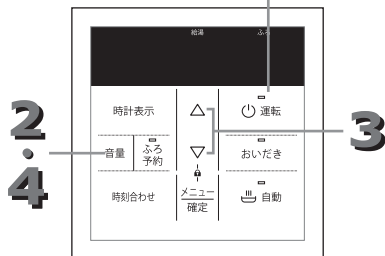 給湯 ふろ
時計表示 運転
2・4 音量 ふろ予約 3 おいだき
時刻合わせ メニュー 確定 自動